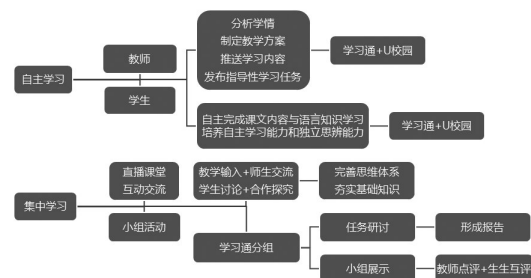 分析学情
制定教学方案
推送学习内容
发布指导性学习任务
教师
学习通+U校园
自主学习
学生
自主完成课文内容与语言知识学习
培养自主学习能力和独立思辨能力
学习通+U校园
直播课堂
互动交流
教学输入+师生交流
学生讨论+合作探究
完善思维体系
夯实基础知识
集中学习
小组活动
学习通分组
任务研讨
形成报告
小组展示
教师点评+生生互评